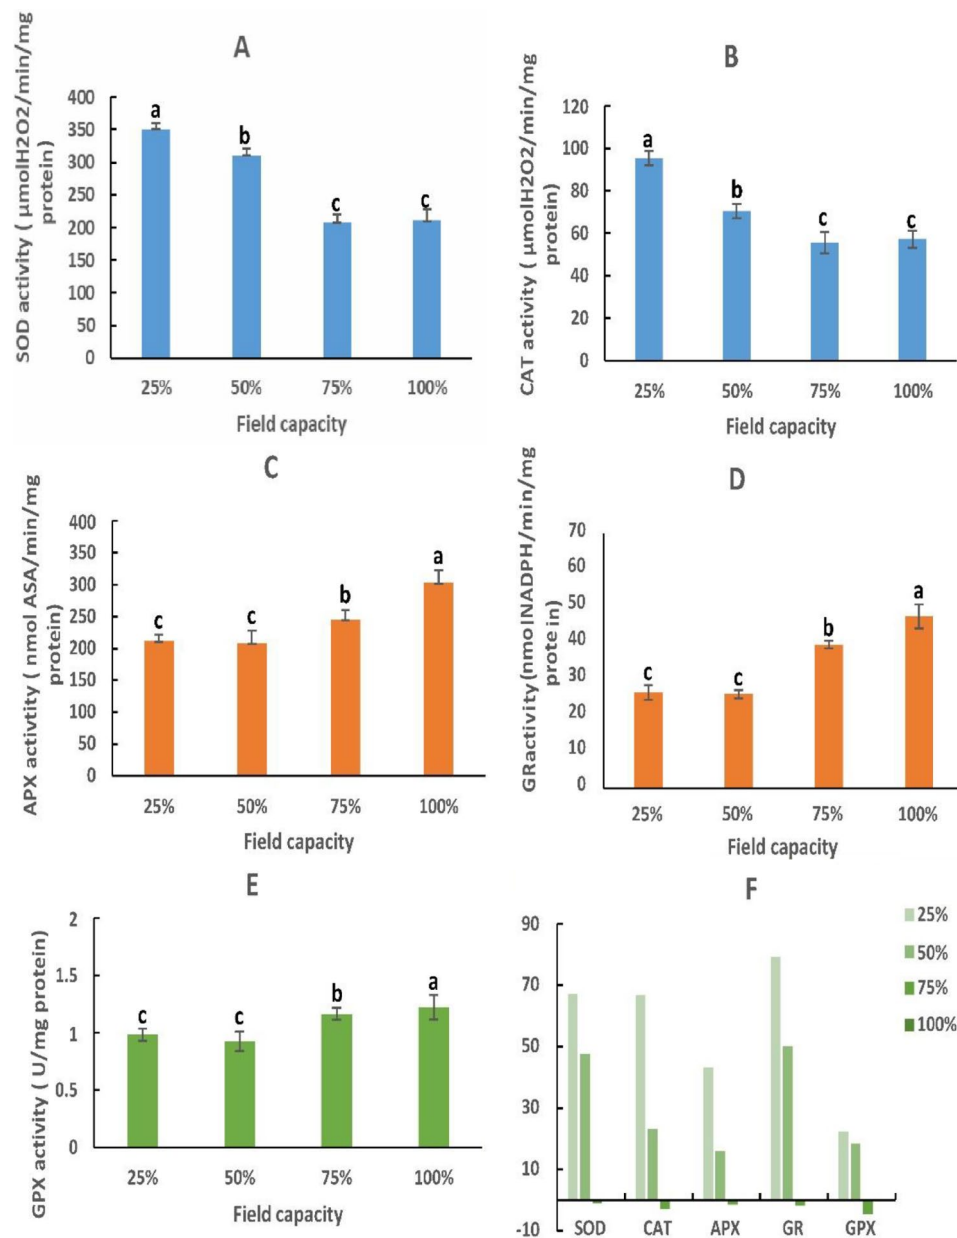 A
SOD activity ( µmolH2O2/min/mg
protein)
400
350
300
250
200
150
100
50
0
a
b
c
c
25%
50%
75%
100%
Field capacity
B
CAT activity ( µmolH2O2/min/mg
protein)
120
100
80
60
40
20
0
a
b
c
c
25%
50%
75%
100%
Field capacity
C
APX activtity ( nmol ASA/min/mg
protein)
400
350
300
250
200
150
100
50
0
c
c
b
a
25%
50%
75%
100%
Field capacity
D
GRactivity(nmolNADPH/min/mg
prote in)
70
60
50
40
30
20
10
0
c
c
b
a
25%
50%
75%
100%
Field capacity
E
GPX activity ( U/mg protein)
2
1.5
1
0.5
0
c
c
b
a
25%
50%
75%
100%
Field capacity
F
90
70
50
30
10
-10
SOD
CAT
APX
GR
GPX
25%
50%
75%
100%